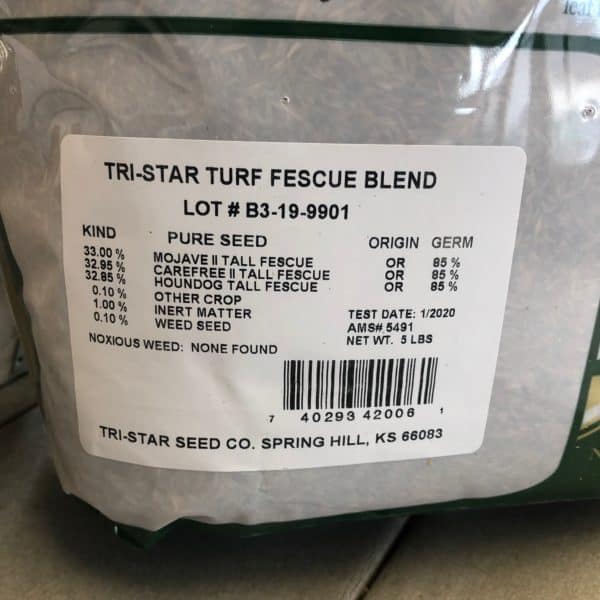 TRI-STAR TURF FESCUE BLEND
LOT # B3-19-9901
KIND PURE SEED ORIGIN GERM
33.00 % MOJAVE II TALL FESCUE OR 85 %
32.95 % CAREFREE II TALL FESCUE OR 85 %
32.85 % HOUNDOG TALL FESCUE OR 85 %
0.10 % OTHER CROP
1.00 % INERT MATTER TEST DATE: 1/2020
0.10 % WEED SEED AMS# 5491
NOXIOUS WEED: NONE FOUND NET WT. 5 LBS
7 40293 42006 1
TRI-STAR SEED CO. SPRING HILL, KS 66083